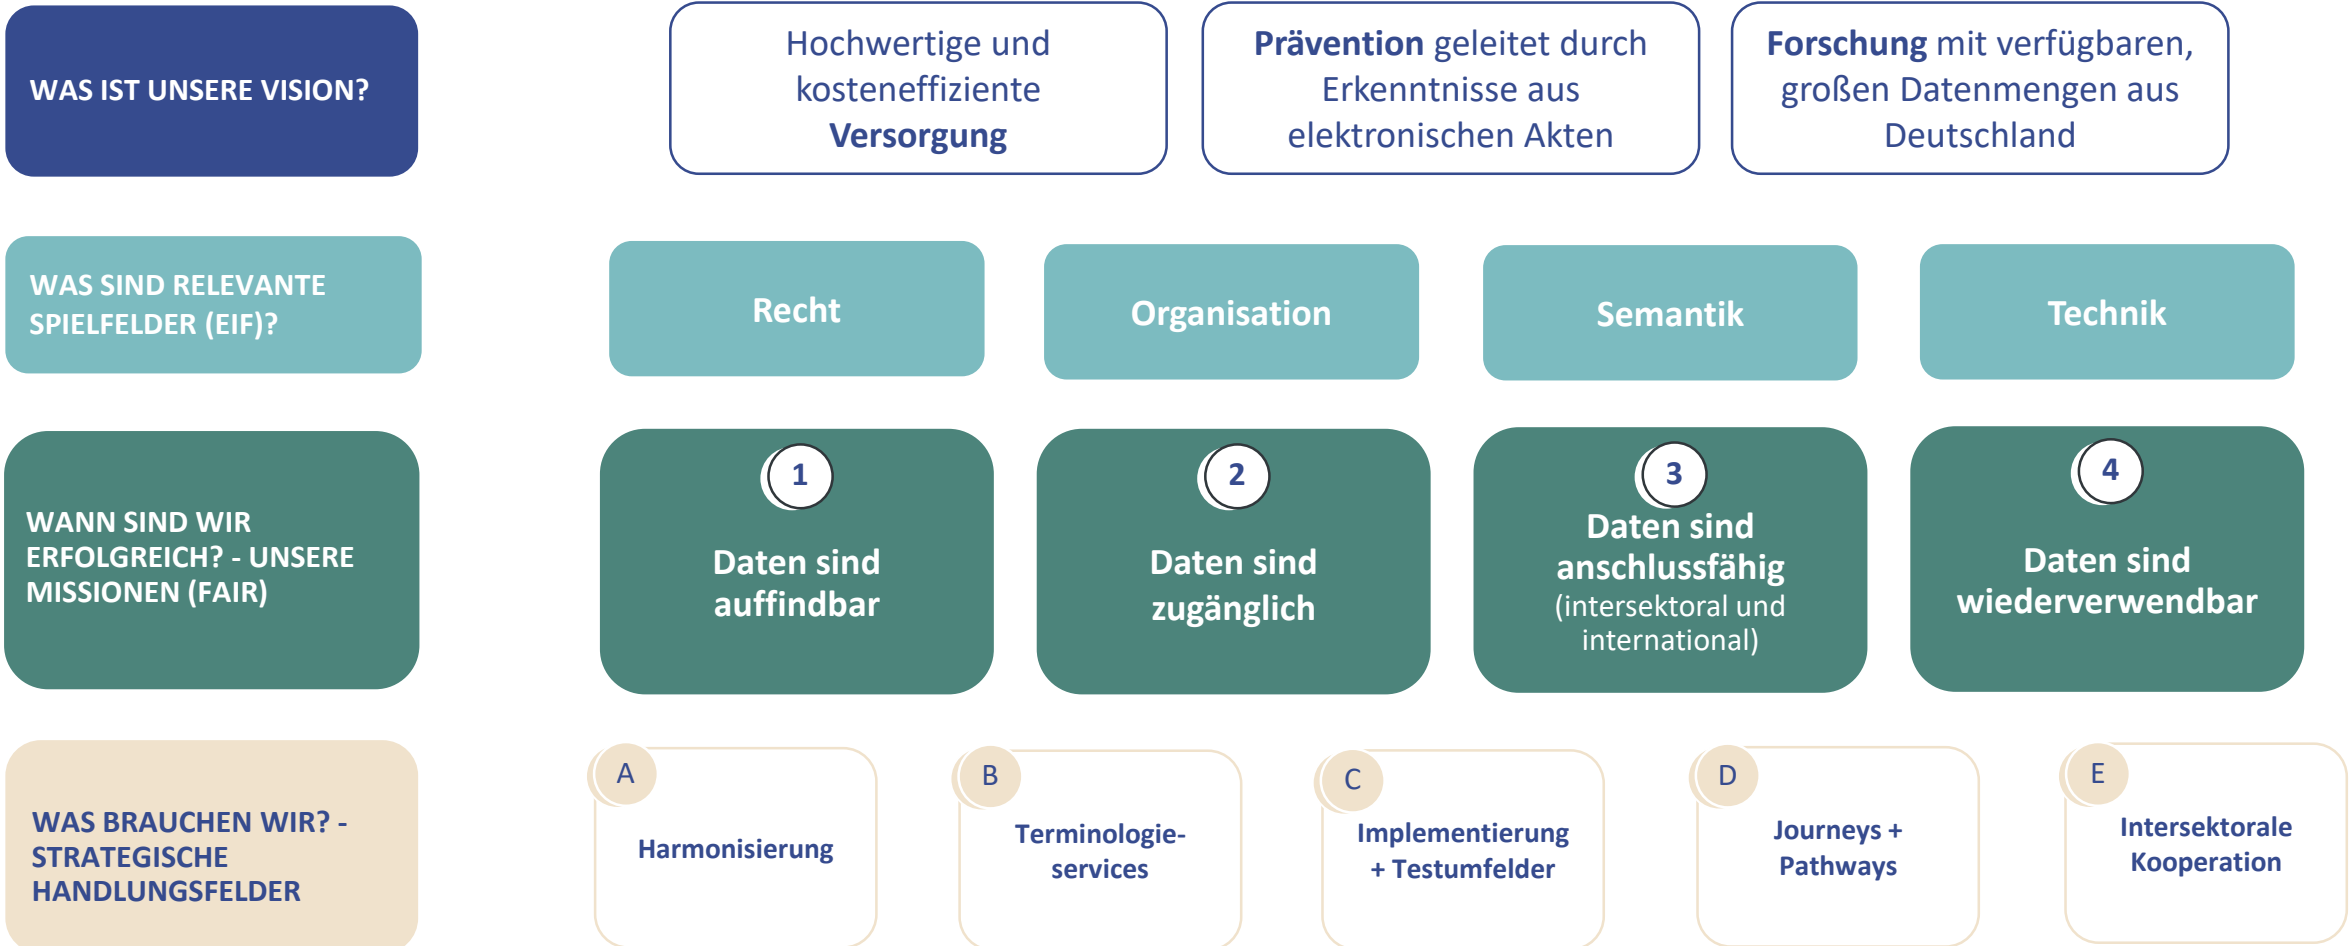 WAS IST UNSERE VISION?
Hochwertige und
kosteneffiziente
Versorgung
Prävention geleitet durch
Erkenntnisse aus
elektronischen Akten
Forschung mit verfügbaren,
großen Datenmengen aus
Deutschland
WAS SIND RELEVANTE
SPIELFELDER (EIF)?
Recht
Organisation
Semantik
Technik
WANN SIND WIR
ERFOLGREICH? - UNSERE
MISSIONEN (FAIR)
1
Daten sind
auffindbar
2
Daten sind
zugänglich
3
Daten sind
anschlussfähig
(intersektoral und
international)
4
Daten sind
wiederverwendbar
WAS BRAUCHEN WIR? -
STRATEGISCHE
HANDLUNGSFELDER
A
Harmonisierung
B
Terminologie-
services
C
Implementierung
+ Testumfelder
D
Journeys +
Pathways
E
Intersektorale
Kooperation